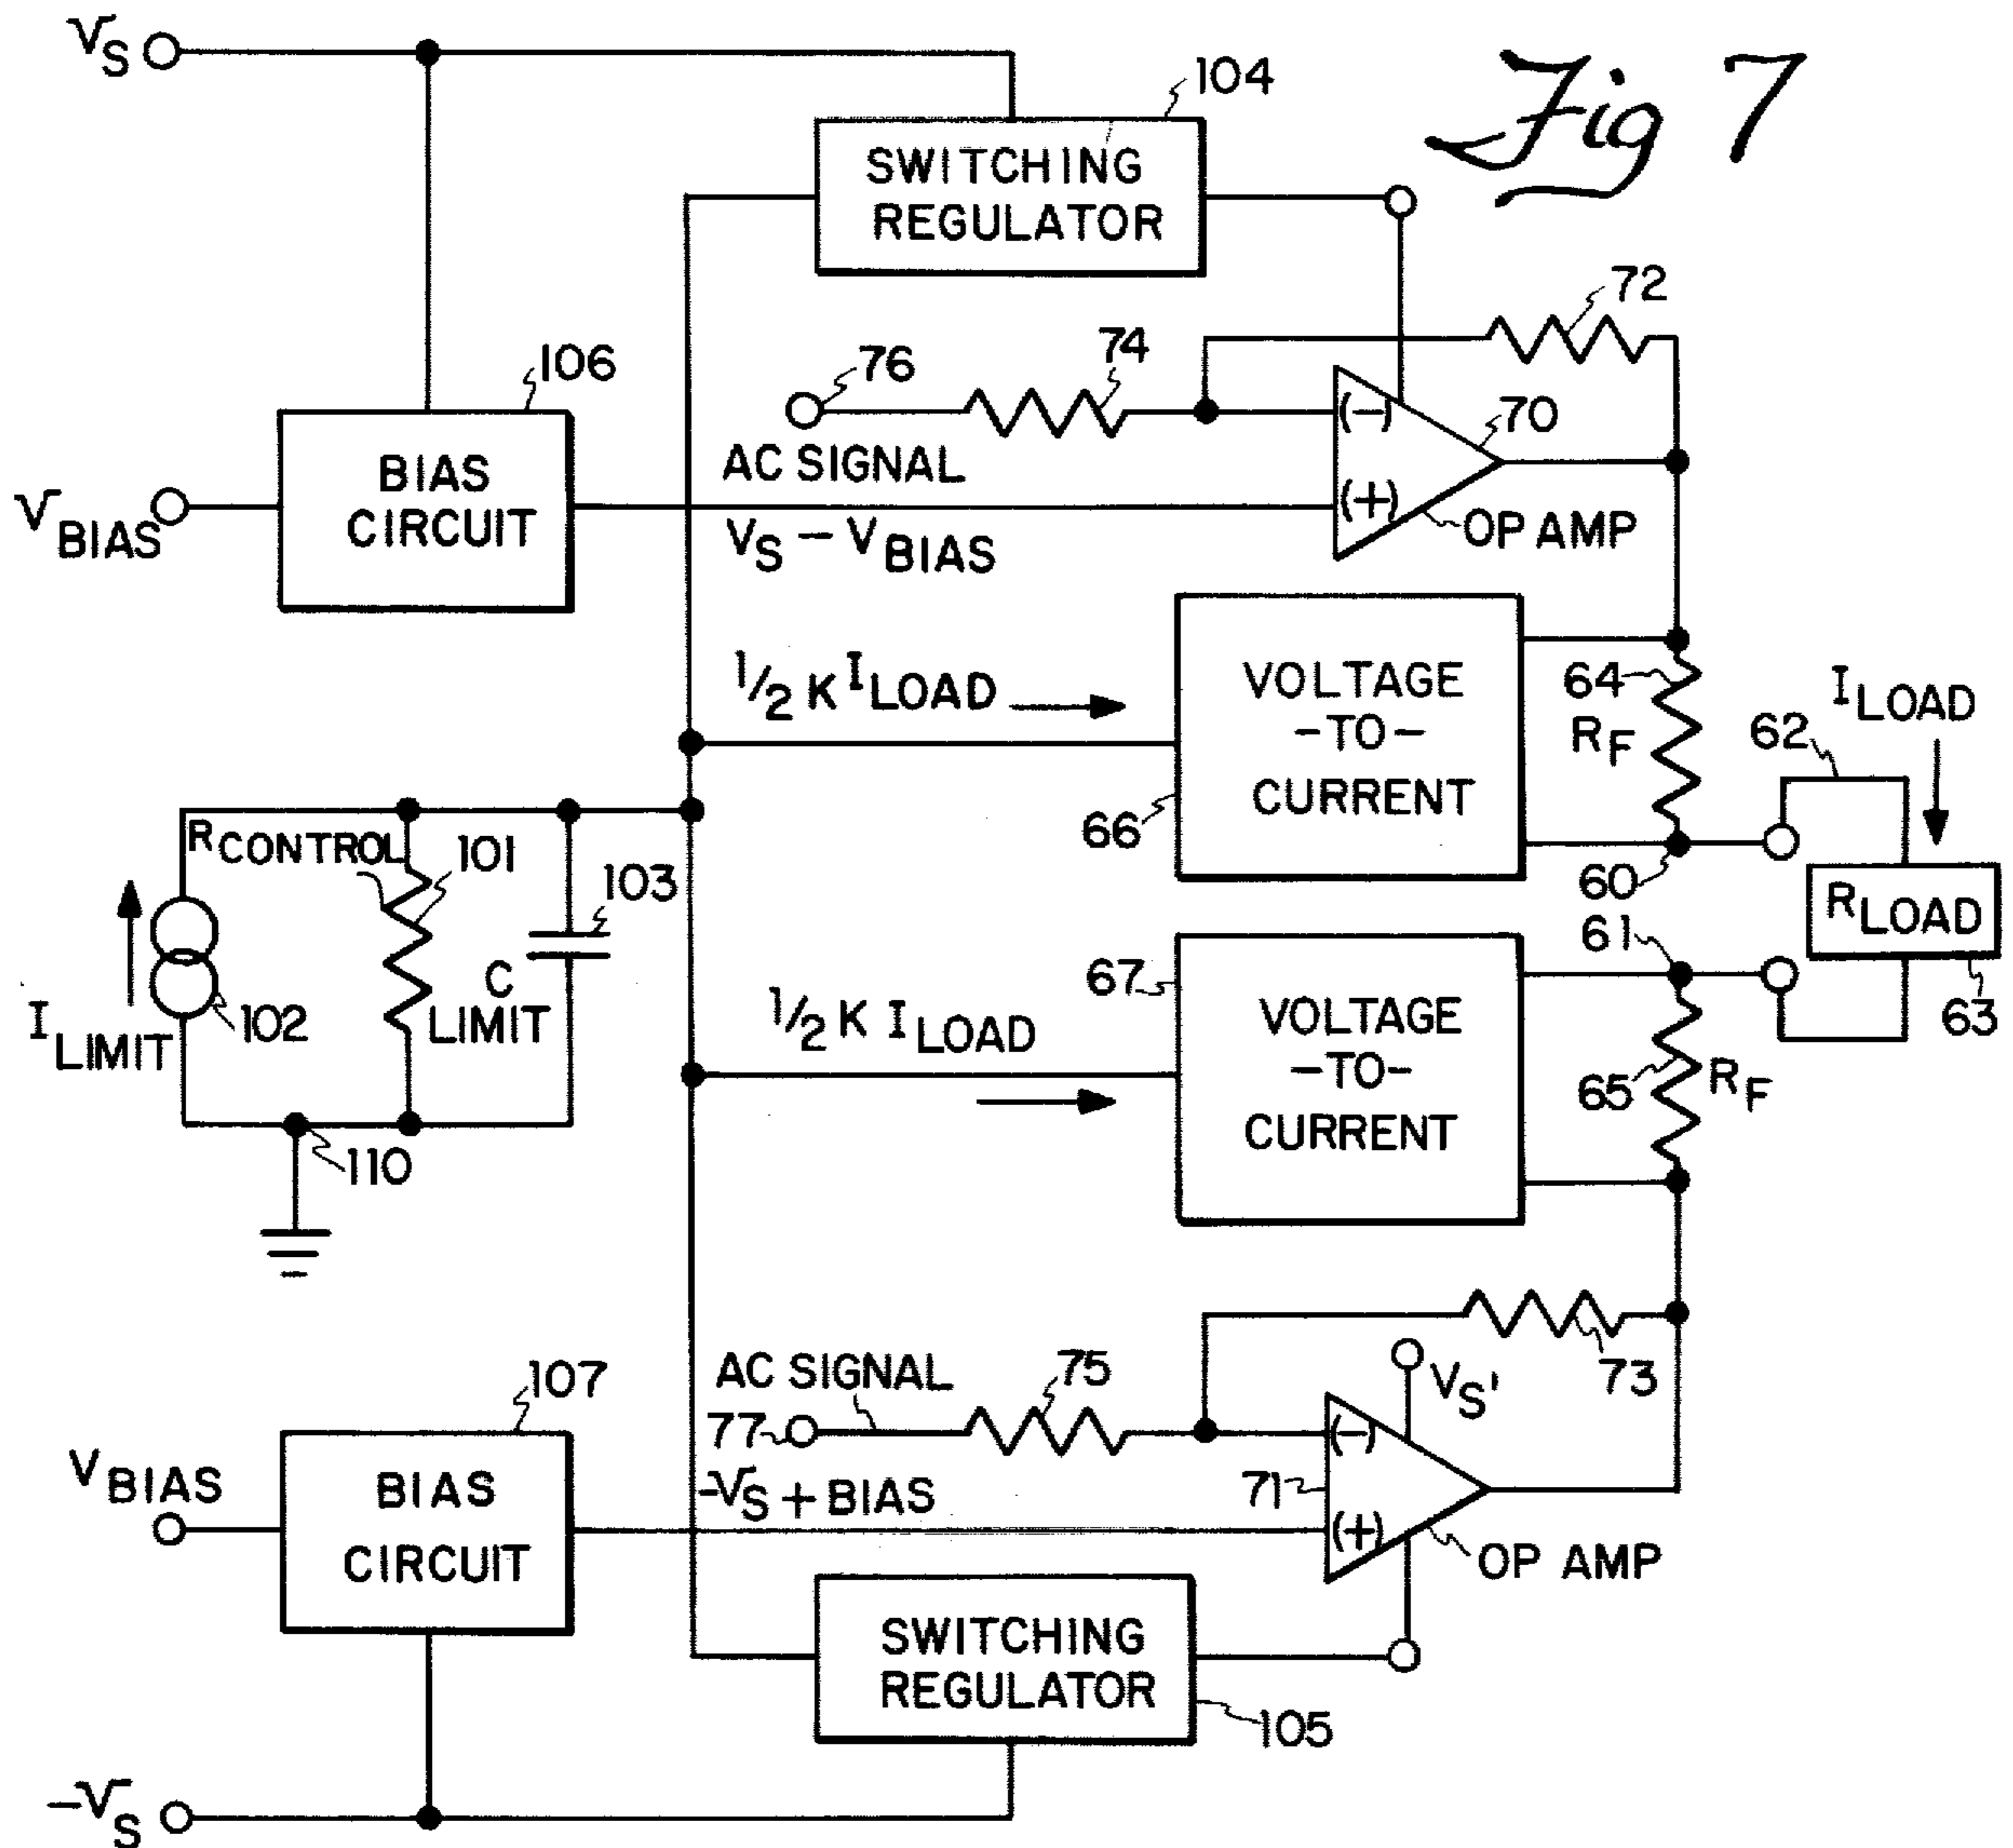 Fig 7
VS
104
SWITCHING
REGULATOR
72
74
76
106
(-)
70
AC SIGNAL
BIAS
CIRCUIT
VBIAS
(+)
OP AMP
VS - VBIAS
1/2 K ILOAD
VOLTAGE
-TO-
CURRENT
66
64
RF
ILOAD
62
60
RLOAD
63
61
RCONTROL
101
103
C
LIMIT
ILIMIT
102
110
67
1/2 K ILOAD
VOLTAGE
-TO-
CURRENT
65
RF
73
VS'
AC SIGNAL
75
77
(-)
107
VBIAS
BIAS
CIRCUIT
-VS + BIAS
71
(+)
OP AMP
SWITCHING
REGULATOR
105
-VS